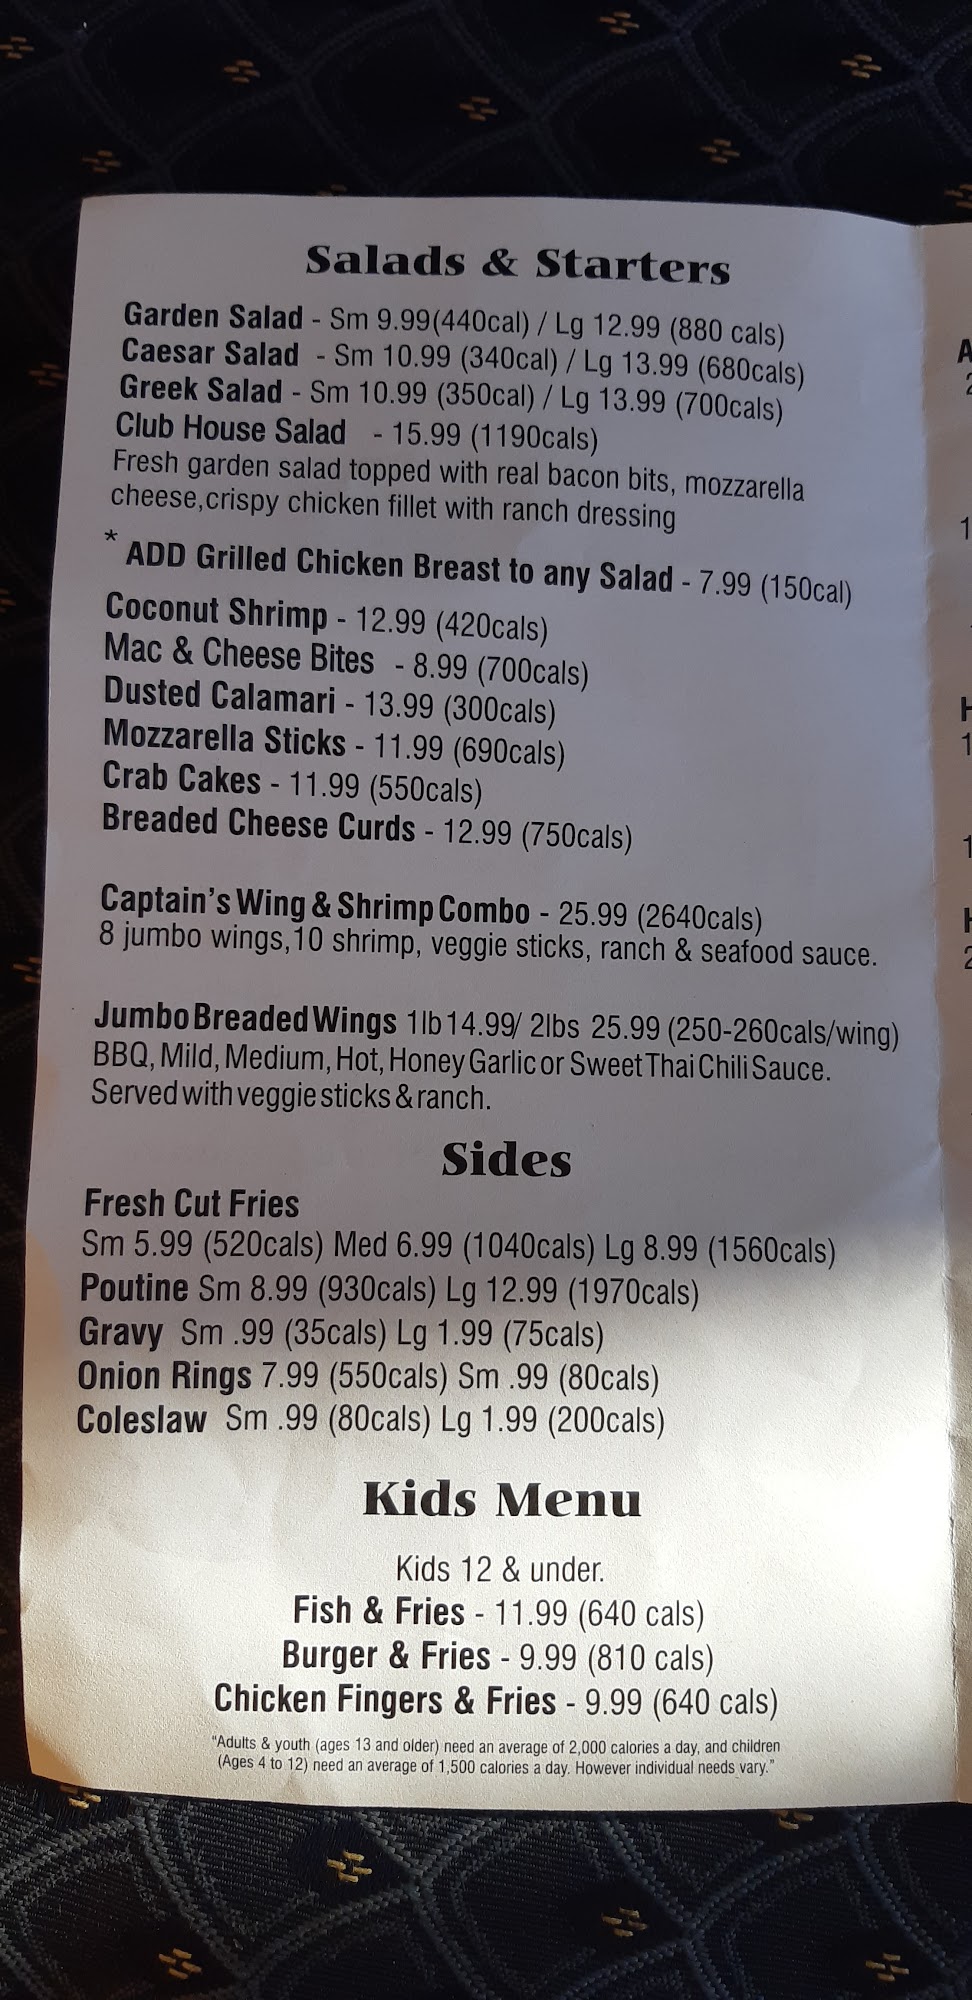 Salads & Starters
Garden Salad - Sm 9.99(440cal) / Lg 12.99 (880 cals)
Caesar Salad - Sm 10.99 (340cal) / Lg 13.99 (680cals)
Greek Salad - Sm 10.99 (350cal) / Lg 13.99 (700cals)
Club House Salad - 15.99 (1190cals)
Fresh garden salad topped with real bacon bits, mozzarella
cheese,crispy chicken fillet with ranch dressing
* ADD Grilled Chicken Breast to any Salad - 7.99 (150cal)
Coconut Shrimp - 12.99 (420cals)
Mac & Cheese Bites - 8.99 (700cals)
Dusted Calamari - 13.99 (300cals)
Mozzarella Sticks - 11.99 (690cals)
Crab Cakes - 11.99 (550cals)
Breaded Cheese Curds - 12.99 (750cals)
Captain's Wing & Shrimp Combo - 25.99 (2640cals)
8 jumbo wings,10 shrimp, veggie sticks, ranch & seafood sauce.
Jumbo Breaded Wings 1lb 14.99/ 2lbs 25.99 (250-260cals/wing)
BBQ, Mild, Medium, Hot, Honey Garlic or Sweet Thai Chili Sauce.
Served with veggie sticks & ranch.
Sides
Fresh Cut Fries
Sm 5.99 (520cals) Med 6.99 (1040cals) Lg 8.99 (1560cals)
Poutine Sm 8.99 (930cals) Lg 12.99 (1970cals)
Gravy Sm .99 (35cals) Lg 1.99 (75cals)
Onion Rings 7.99 (550cals) Sm .99 (80cals)
Coleslaw Sm .99 (80cals) Lg 1.99 (200cals)
Kids Menu
Kids 12 & under.
Fish & Fries - 11.99 (640 cals)
Burger & Fries - 9.99 (810 cals)
Chicken Fingers & Fries - 9.99 (640 cals)
"Adults & youth (ages 13 and older) need an average of 2,000 calories a day, and children
(Ages 4 to 12) need an average of 1,500 calories a day. However individual needs vary."